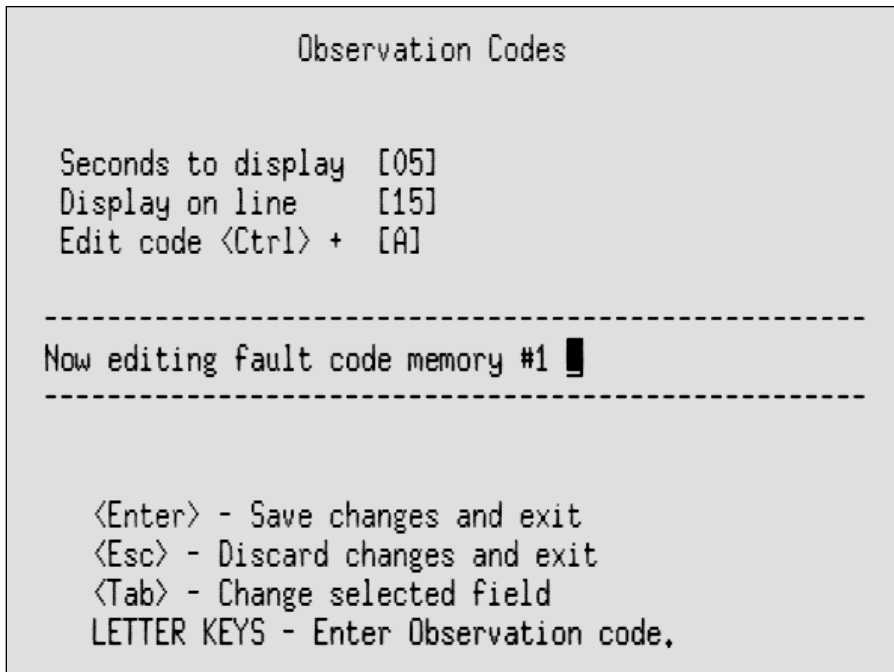 Observation Codes
Seconds to display [05]
Display on line [15]
Edit code <Ctrl> + [A]
--------------------------------------------------
Now editing fault code memory #1
--------------------------------------------------
<Enter> - Save changes and exit
<Esc> - Discard changes and exit
<Tab> - Change selected field
LETTER KEYS - Enter Observation code.